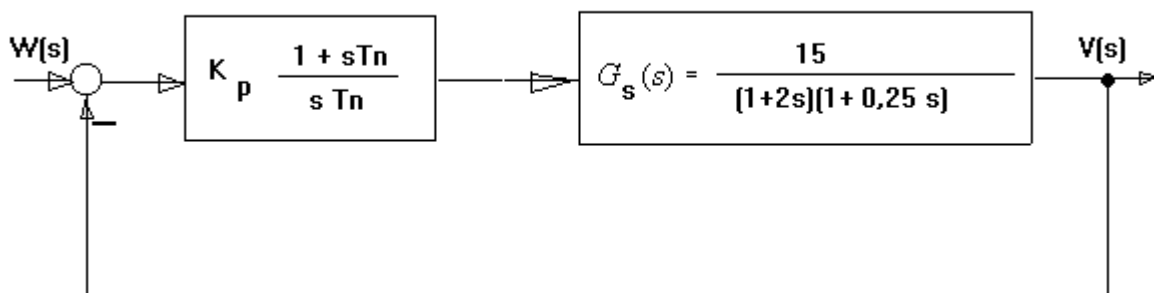 W(s)
K p 1 + sTn
s Tn
G s (s) = 15
(1+2s)(1+ 0,25 s)
V(s)